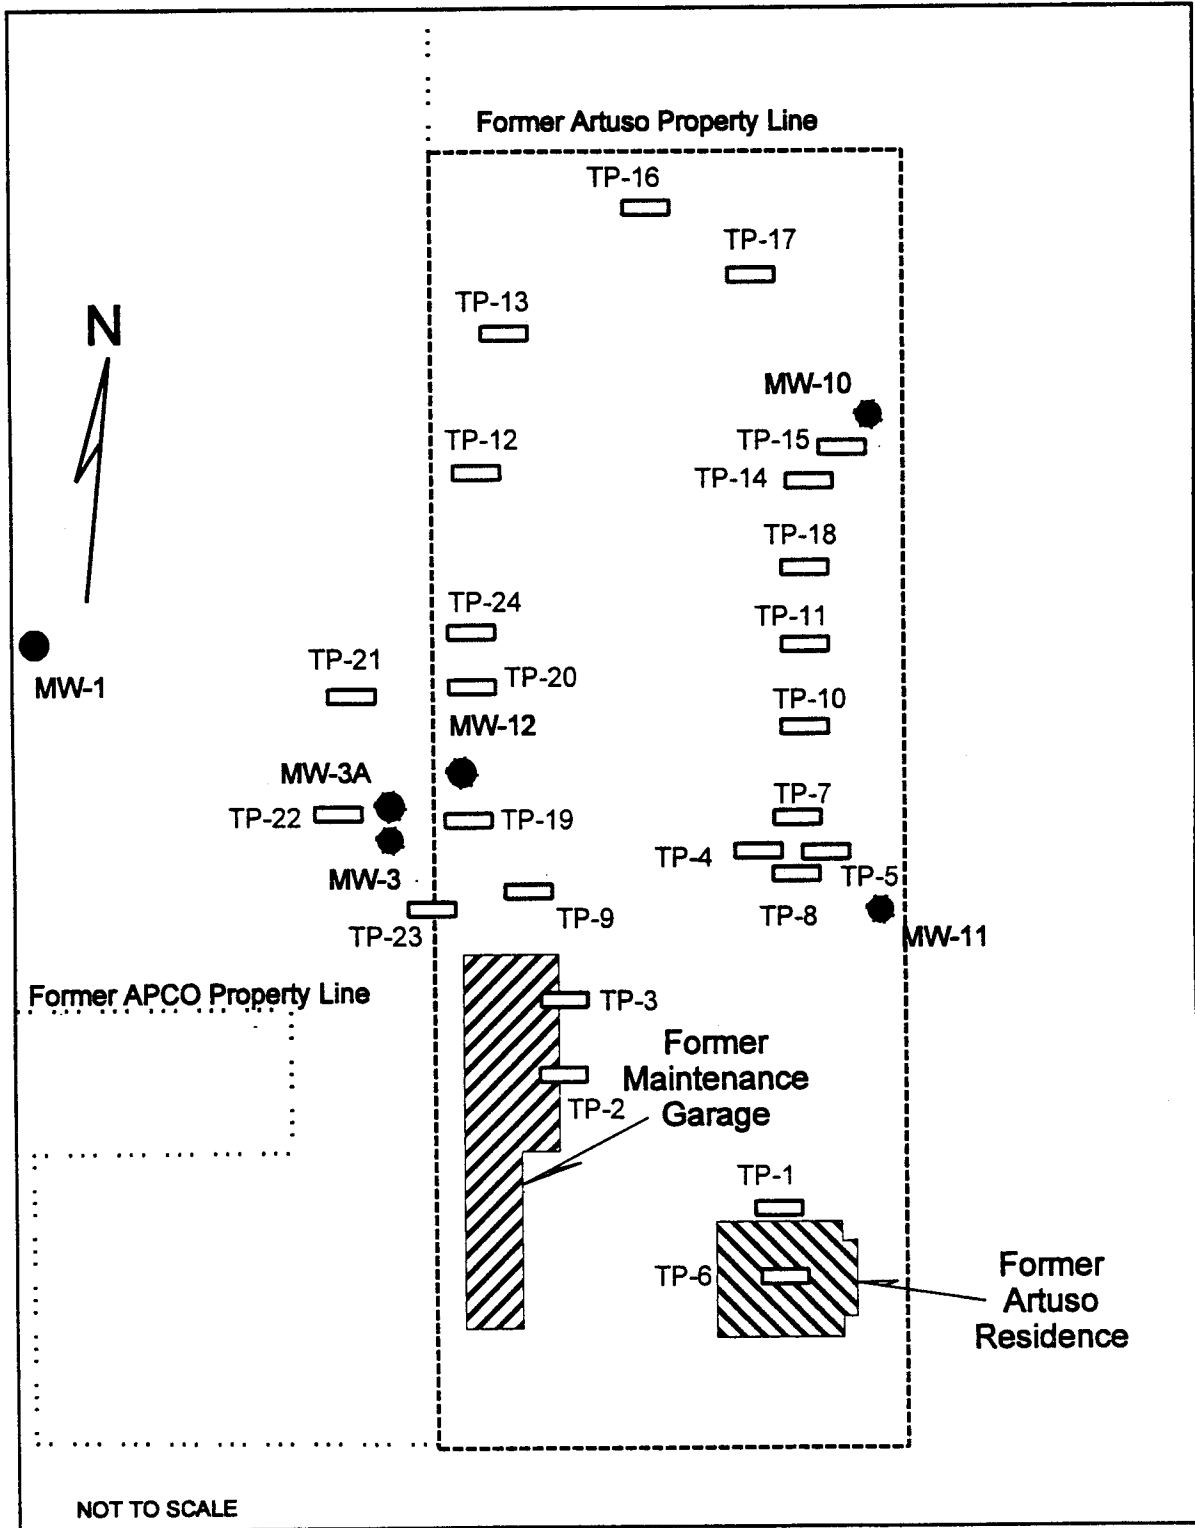 Former Artuso Property Line
TP-16
TP-17
TP-13
N
MW-10
TP-12
TP-15
TP-14
TP-18
TP-24
TP-11
TP-21
TP-20
MW-1
TP-10
MW-12
MW-3A
TP-7
TP-22
TP-19
TP-4
TP-5
MW-3
TP-8
TP-9
TP-23
MW-11
Former APCO Property Line
TP-3
Former
Maintenance
Garage
TP-2
TP-1
TP-6
Former
Artuso
Residence
NOT TO SCALE